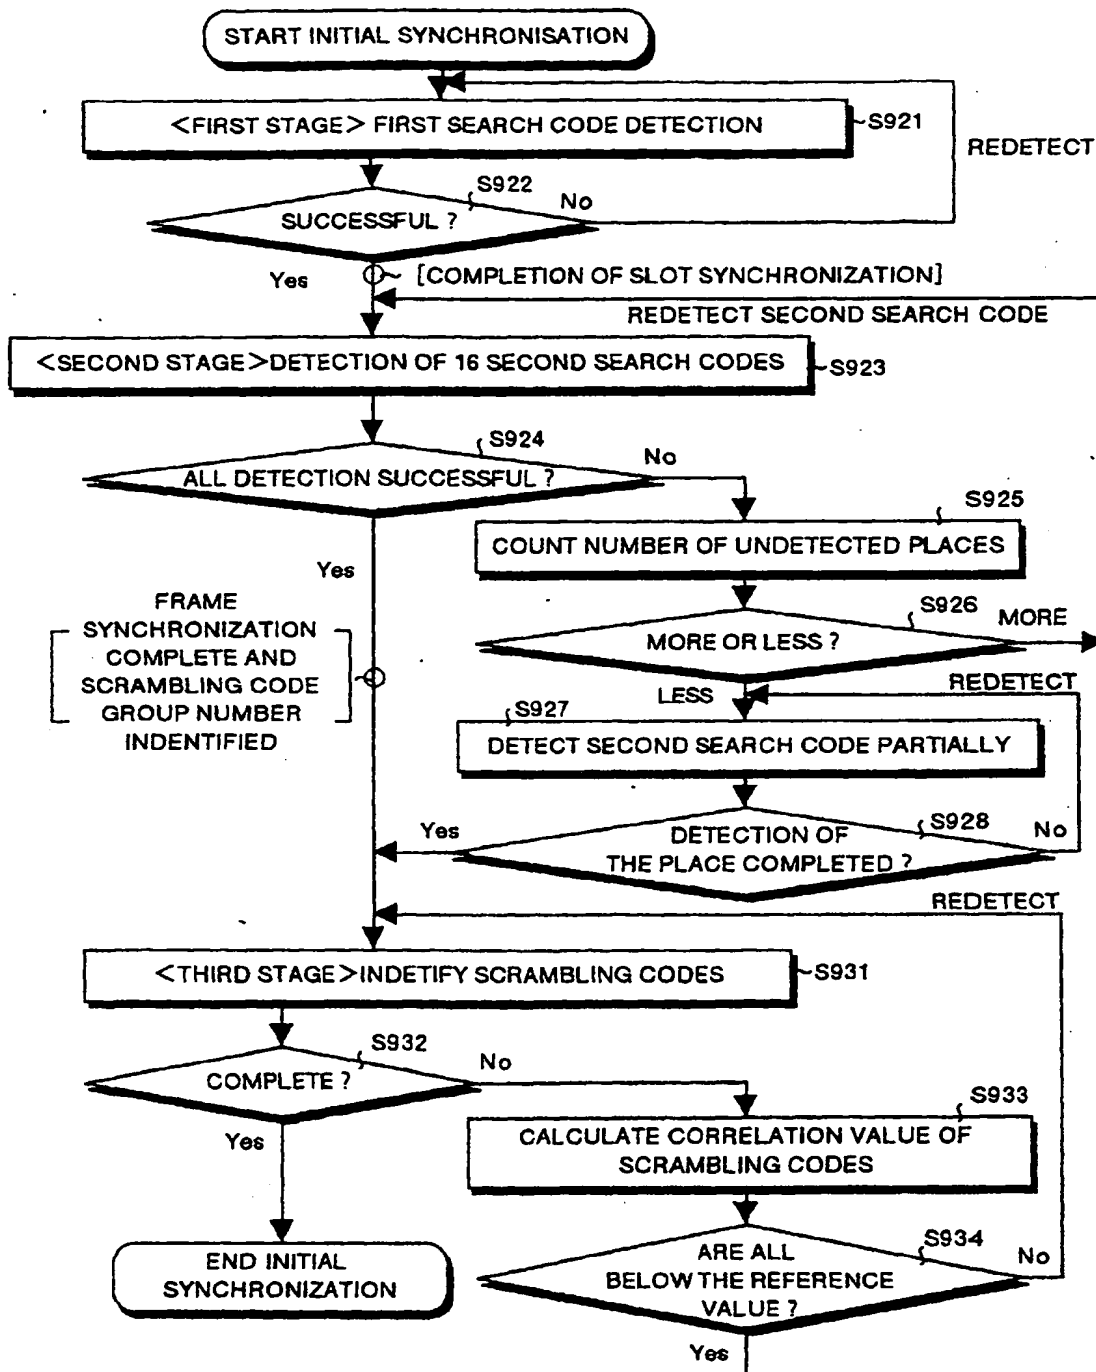 START INITIAL SYNCHRONISATION
<FIRST STAGE> FIRST SEARCH CODE DETECTION
S921
REDETECT
S922
SUCCESSFUL ?
No
Yes
[COMPLETION OF SLOT SYNCHRONIZATION]
REDETECT SECOND SEARCH CODE
<SECOND STAGE>DETECTION OF 16 SECOND SEARCH CODES
S923
S924
ALL DETECTION SUCCESSFUL ?
No
Yes
S925
COUNT NUMBER OF UNDETECTED PLACES
S926
MORE OR LESS ?
MORE
LESS
REDETECT
FRAME
SYNCHRONIZATION
COMPLETE AND
SCRAMBLING CODE
GROUP NUMBER
INDENTIFIED
S927
DETECT SECOND SEARCH CODE PARTIALLY
S928
DETECTION OF
THE PLACE COMPLETED ?
Yes
No
REDETECT
<THIRD STAGE>INDETIFY SCRAMBLING CODES
S931
S932
COMPLETE ?
No
Yes
S933
CALCULATE CORRELATION VALUE OF
SCRAMBLING CODES
S934
ARE ALL
BELOW THE REFERENCE
VALUE ?
No
Yes
END INITIAL
SYNCHRONIZATION